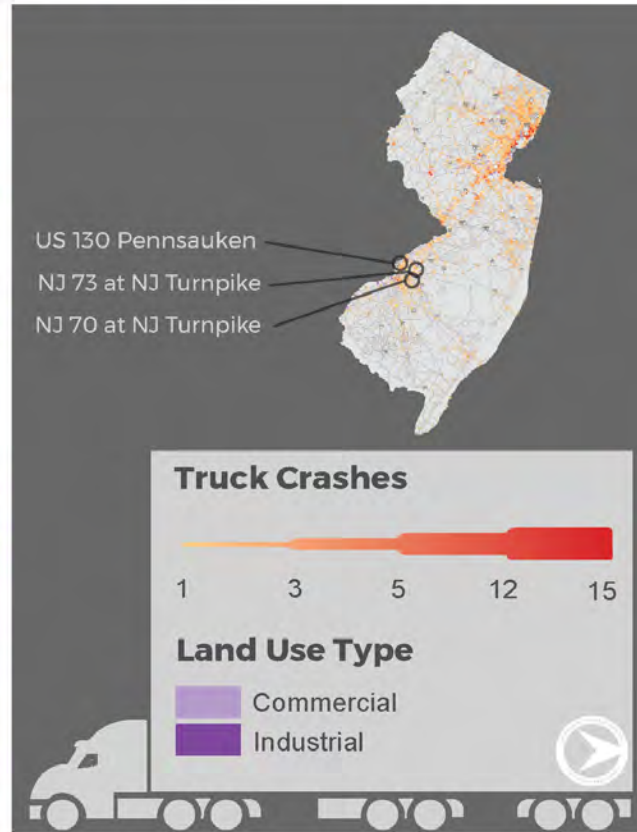 US 130 Pennsauken
NJ 73 at NJ Turnpike
NJ 70 at NJ Turnpike
Truck Crashes
1 3 5 12 15
Land Use Type
Commercial
Industrial